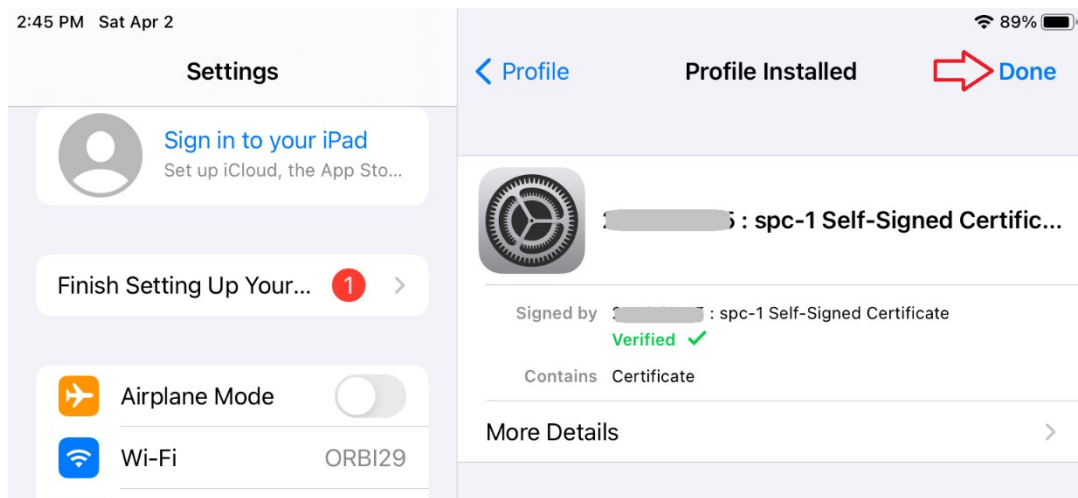 2:45 PM Sat Apr 2
89%
Settings
Profile
Profile Installed
Done
Sign in to your iPad
Set up iCloud, the App Sto...
: spc-1 Self-Signed Certific...
Finish Setting Up Your... 1
Signed by : spc-1 Self-Signed Certificate
Verified
Contains Certificate
Airplane Mode
More Details
Wi-Fi ORBI29